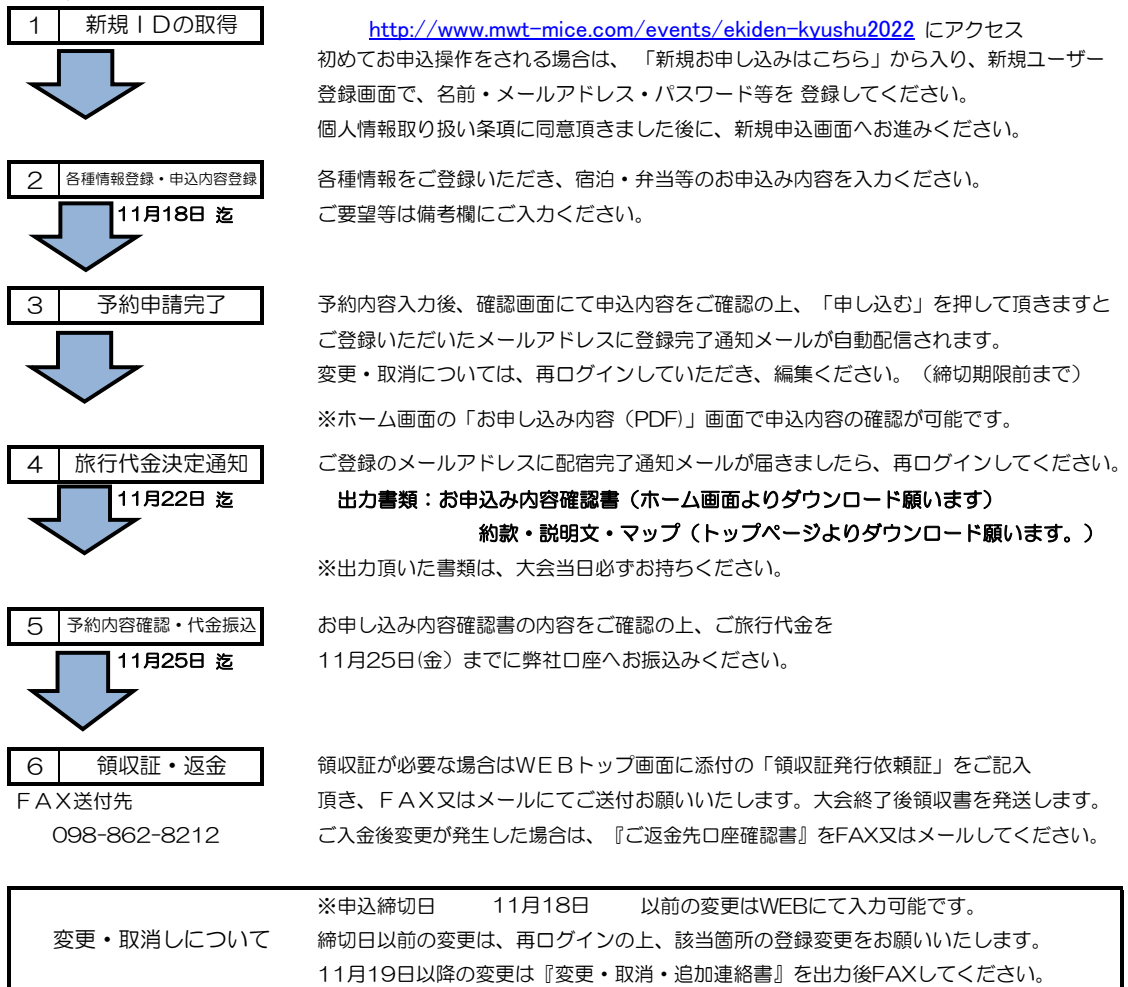 1 新規IDの取得 http://www.mwt-mice.com/events/ekiden-kyushu2022 にアクセス
初めてお申込操作をされる場合は、「新規お申し込みはこちら」から入り、新規ユーザー
登録画面で、名前・メールアドレス・パスワード等を 登録してください。
個人情報取り扱い条項に同意頂きました後に、新規申込画面へお進みください。
2 各種情報登録・申込内容登録 各種情報をご登録いただき、宿泊・弁当等のお申込み内容を入力ください。
11月18日 迄 ご要望等は備考欄にご入力ください。
3 予約申請完了 予約内容入力後、確認画面にて申込内容をご確認の上、「申し込む」を押して頂きますと
ご登録いただいたメールアドレスに登録完了通知メールが自動配信されます。
変更・取消については、再ログインしていただき、編集ください。（締切期限前まで）
※ホーム画面の「お申し込み内容（PDF)」画面で申込内容の確認が可能です。
4 旅行代金決定通知 ご登録のメールアドレスに配宿完了通知メールが届きましたら、再ログインしてください。
11月22日 迄 出力書類：お申込み内容確認書（ホーム画面よりダウンロード願います）
約款・説明文・マップ（トップページよりダウンロード願います。）
※出力頂いた書類は、大会当日必ずお持ちください。
5 予約内容確認・代金振込 お申し込み内容確認書の内容をご確認の上、ご旅行代金を
11月25日 迄 11月25日(金）までに弊社口座へお振込みください。
6 領収証・返金 領収証が必要な場合はWEBトップ画面に添付の「領収証発行依頼証」をご記入
FAX送付先 頂き、FAX又はメールにてご送付お願いいたします。大会終了後領収書を発送します。
098-862-8212 ご入金後変更が発生した場合は、『ご返金先口座確認書』をFAX又はメールしてください。
※申込締切日 11月18日 以前の変更はWEBにて入力可能です。
変更・取消しについて 締切日以前の変更は、再ログインの上、該当箇所の登録変更をお願いいたします。
11月19日以降の変更は『変更・取消・追加連絡書』を出力後FAXしてください。